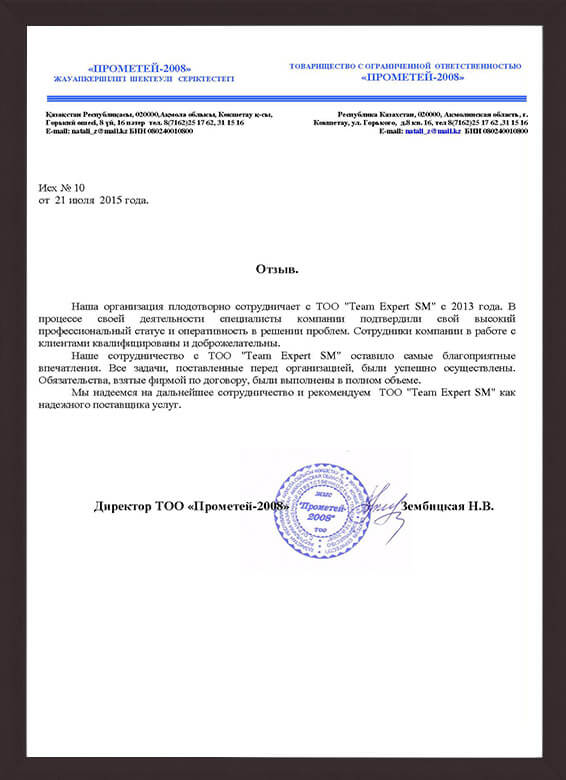 «ПРОМЕТЕЙ-2008»
ЖАУАПКЕРШІЛІГІ ШЕКТЕУЛІ СЕРІКТЕСТЕГІ
ТОВАРИЩЕСТВО С ОГРАНИЧЕННОЙ ОТВЕТСТВЕННОСТЬЮ
«ПРОМЕТЕЙ-2008»
Қазақстан Республикасы, 020000,Ақмола облысы, Көкшетау қ-сы,
Горький көшесі, 8 үй, 16 пәтер тел. 8(7162)25 17 62, 31 15 16
E-mail: natali_z@mail.kz БИН 080240010800
Республика Казахстан, 020000, Акмолинская область, г.
Кокшетау, ул. Горького, д.8 кв. 16, тел 8(7162)25 17 62 ,31 15 16
E-mail: natali_z@mail.kz БИН 080240010800
Исх № 10
от 21 июля 2015 года.
Отзыв.
Наша организация плодотворно сотрудничает с ТОО "Team Expert SM" с 2013 года. В
процессе своей деятельности специалисты компании подтвердили свой высокий
профессиональный статус и оперативность в решении проблем. Сотрудники компании в работе с
клиентами квалифицированы и доброжелательны.
Наше сотрудничество с ТОО "Team Expert SM" оставило самые благоприятные
впечатления. Все задачи, поставленные перед организацией, были успешно осуществлены.
Обязательства, взятые фирмой по договору, были выполнены в полном объеме.
Мы надеемся на дальнейшее сотрудничество и рекомендуем ТОО "Team Expert SM" как
надежного поставщика услуг.
Директор ТОО «Прометей-2008» Зембицкая Н.В.
ЖШС
"Прометей-
2008"
ТОО